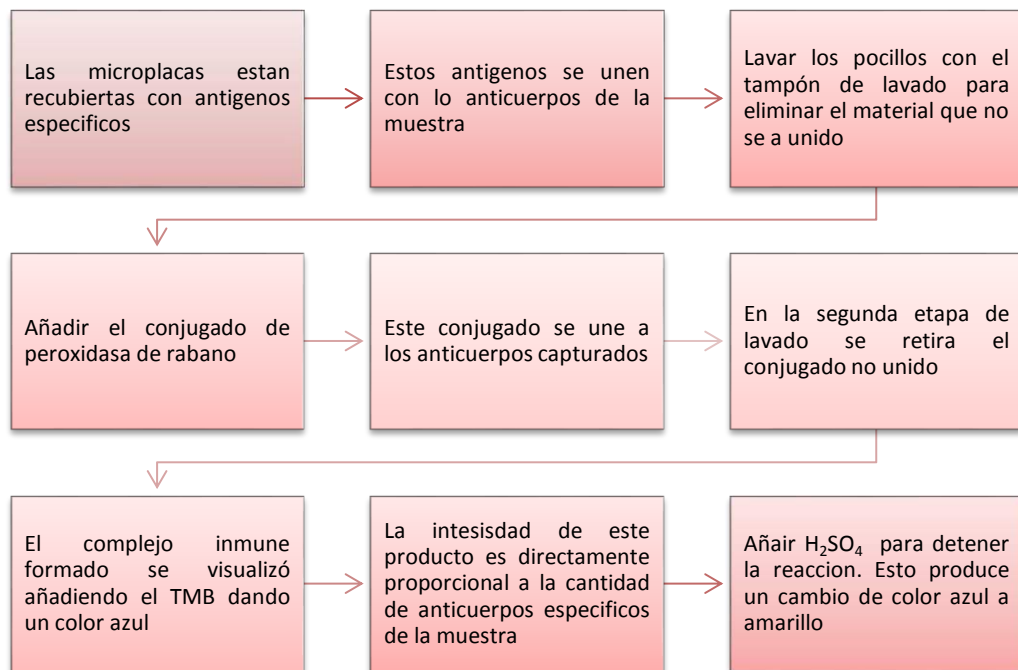 Las microplacas estan
recubiertas con antigenos
especificos
Estos antigenos se unen
con lo anticuerpos de la
muestra
Lavar los pocillos con el
tampón de lavado para
eliminar el material que no
se a unido
Añadir el conjugado de
peroxidasa de rabano
Este conjugado se une a
los anticuerpos capturados
En la segunda etapa de
lavado se retira el
conjugado no unido
El complejo inmune
formado se visualizó
añadiendo el TMB dando
un color azul
La intesisdad de este
producto es directamente
proporcional a la cantidad
de anticuerpos especificos
de la muestra
Añair H₂SO₄ para detener
la reaccion. Esto produce
un cambio de color azul a
amarillo